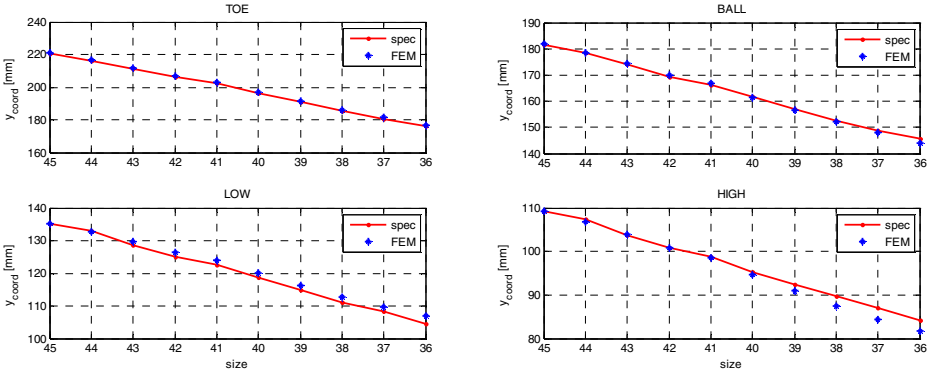 TOE
240
220
200
180
160
y_coord [mm]
spec
FEM
45 44 43 42 41 40 39 38 37 36
BALL
190
180
170
160
150
140
y_coord [mm]
spec
FEM
45 44 43 42 41 40 39 38 37 36
LOW
140
130
120
110
100
y_coord [mm]
spec
FEM
45 44 43 42 41 40 39 38 37 36
size
HIGH
110
100
90
80
y_coord [mm]
spec
FEM
45 44 43 42 41 40 39 38 37 36
size